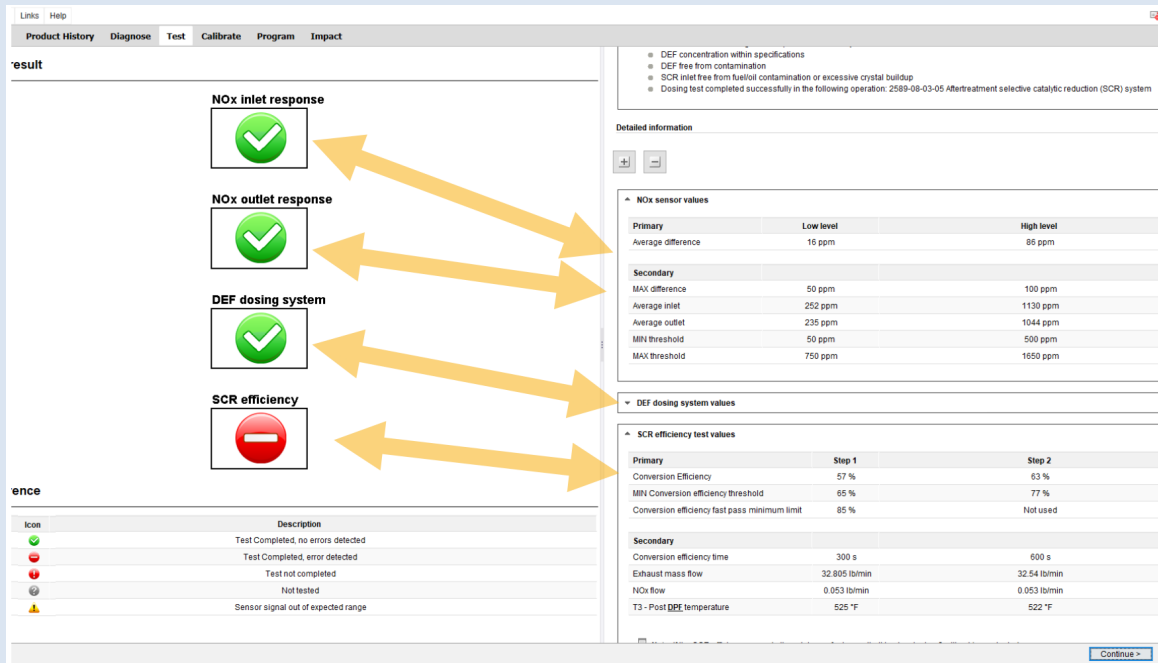 Links Help
Product History Diagnose Test Calibrate Program Impact
result
NOx inlet response
NOx outlet response
DEF dosing system
SCR efficiency
Icon Description
Test Completed, no errors detected
Test Completed, error detected
Test not completed
Not tested
Sensor signal out of expected range
DEF concentration within specifications
DEF free from contamination
SCR inlet free from fuel/oil contamination or excessive crystal buildup
Dosing test completed successfully in the following operation: 2589-08-03-05 Aftertreatment selective catalytic reduction (SCR) system
Detailed information
NOx sensor values
Primary Low level High level
Average difference 16 ppm 86 ppm
Secondary
MAX difference 50 ppm 100 ppm
Average inlet 252 ppm 1130 ppm
Average outlet 235 ppm 1044 ppm
MIN threshold 50 ppm 500 ppm
MAX threshold 750 ppm 1650 ppm
DEF dosing system values
SCR efficiency test values
Primary Step 1 Step 2
Conversion Efficiency 57 % 63 %
MIN Conversion efficiency threshold 65 % 77 %
Conversion efficiency fast pass minimum limit 85 % Not used
Secondary
Conversion efficiency time 300 s 600 s
Exhaust mass flow 32.805 lb/min 32.54 lb/min
NOx flow 0.053 lb/min 0.053 lb/min
T3 - Post DPF temperature 525 °F 522 °F
Continue >